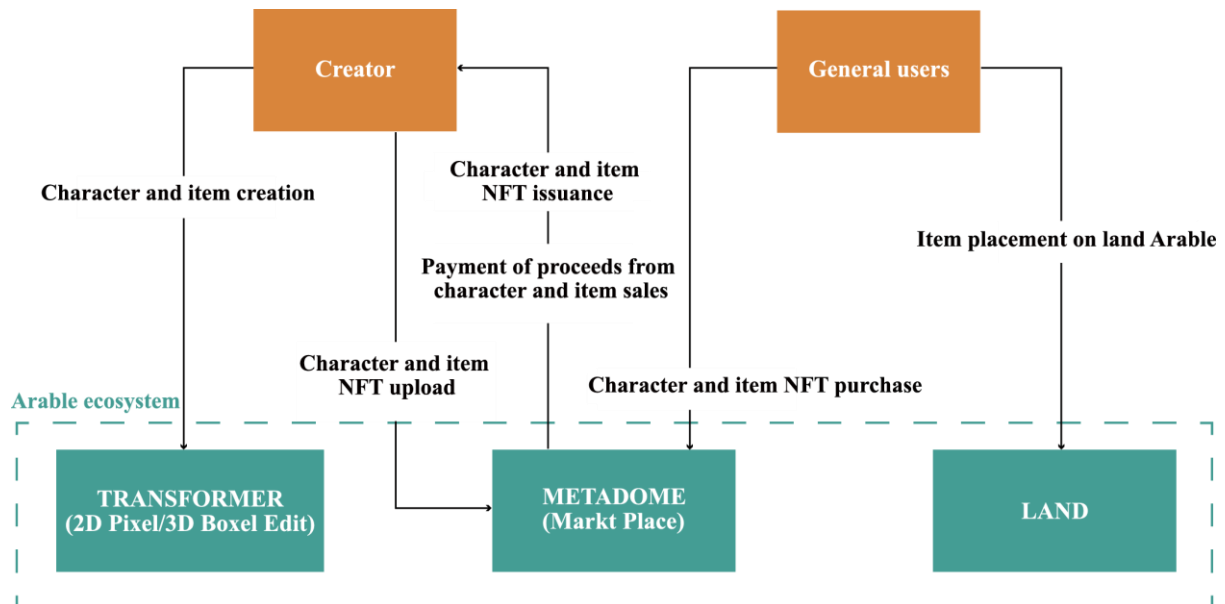 Creator
General users
Character and item creation
Character and item
NFT issuance
Item placement on land Arable
Payment of proceeds from
character and item sales
Character and item
NFT upload
Character and item NFT purchase
Arable ecosystem
TRANSFORMER
(2D Pixel/3D Boxel Edit)
METADOME
(Markt Place)
LAND